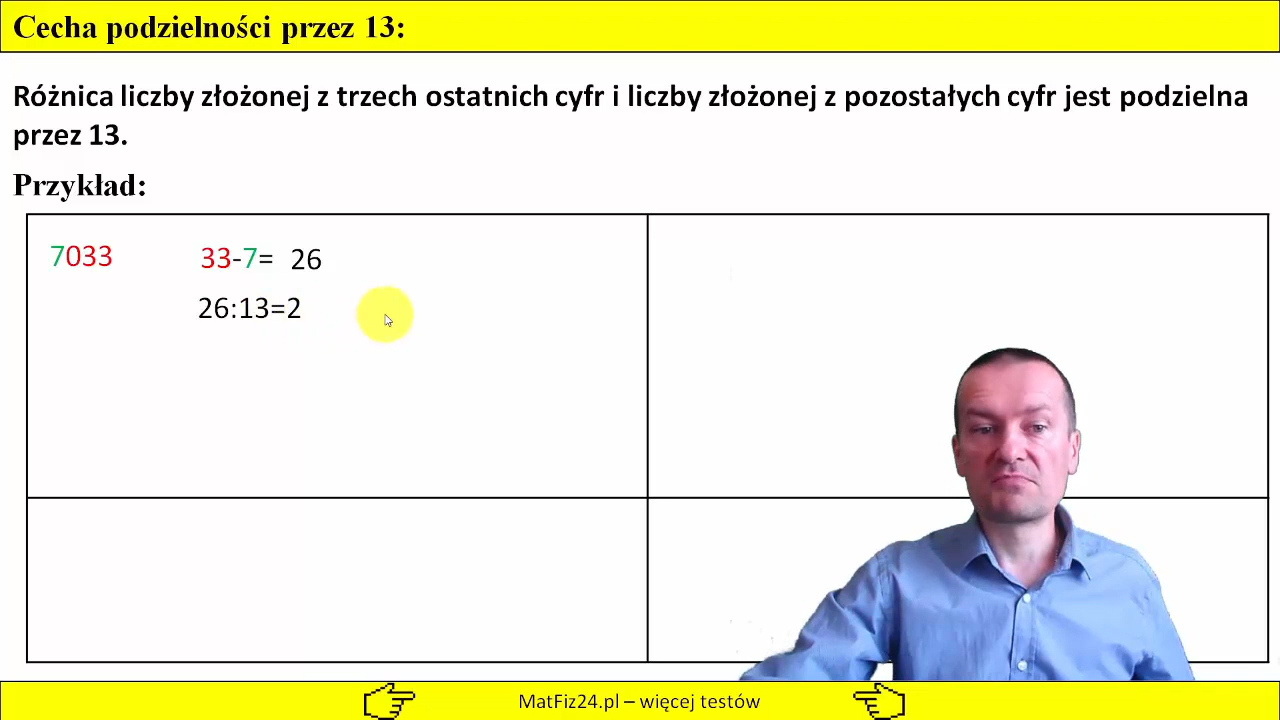 Cecha podzielności przez 13:
Różnica liczby złożonej z trzech ostatnich cyfr i liczby złożonej z pozostałych cyfr jest podzielna
przez 13.
Przykład:
7033 33-7= 26
26:13=2
MatFiz24.pl – więcej testów